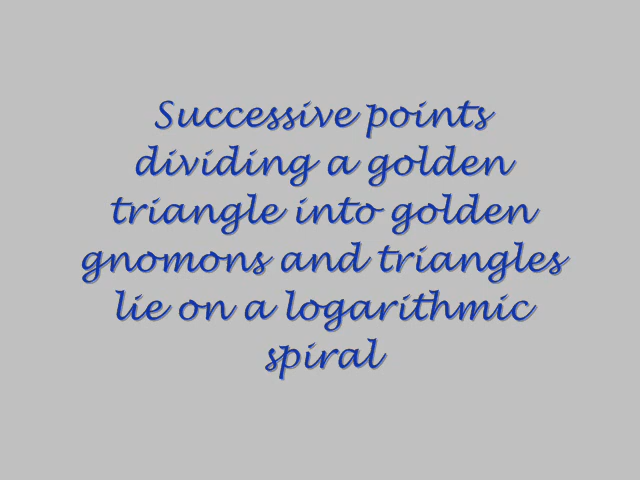 Successive points
dividing a golden
triangle into golden
gnomons and triangles
lie on a logarithmic
spiral